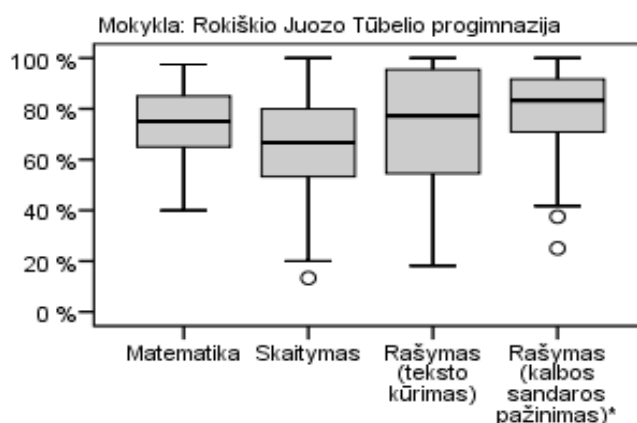 Mokykla: Rokiškio Juozo Tūbelio progimnazija
100 %
80 %
60 %
40 %
20 %
0 %
Matematika
Skaitymas
Rašymas
(teksto
kūrimas)
Rašymas
(kalbos
sandaros
pažinimas)*